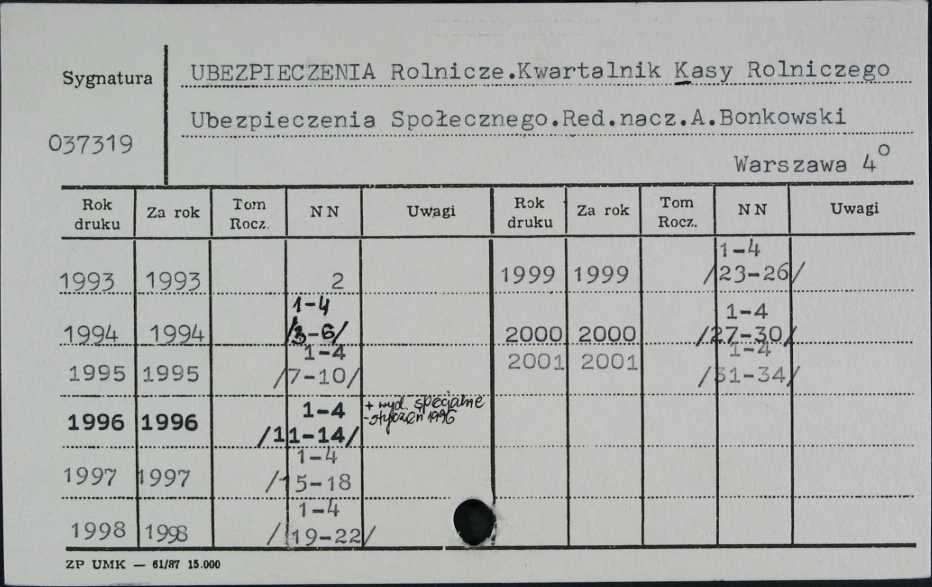 Sygnatura
037319
UBEZPIECZENIA Rolnicze.Kwartalnik Kasy Rolniczego
Ubezpieczenia Społecznego.Red.nacz.A.Bonkowski
Warszawa 4°
Rok druku Za rok Tom Rocz. NN Uwagi Rok druku Za rok Tom Rocz. NN Uwagi
1993 1993 2
1994 1994 1-4 /3-6/
1995 1995 1-4 /7-10/
1996 1996 1-4 /11-14/ + wyd. specjalne - styczeń 1996
1997 1997 1-4 /15-18
1998 1998 1-4 /19-22/
1999 1999 1-4 /23-26/
2000 2000 1-4 /27-30/
2001 2001 1-4 /31-34/
ZP UMK — 61/87 15.000